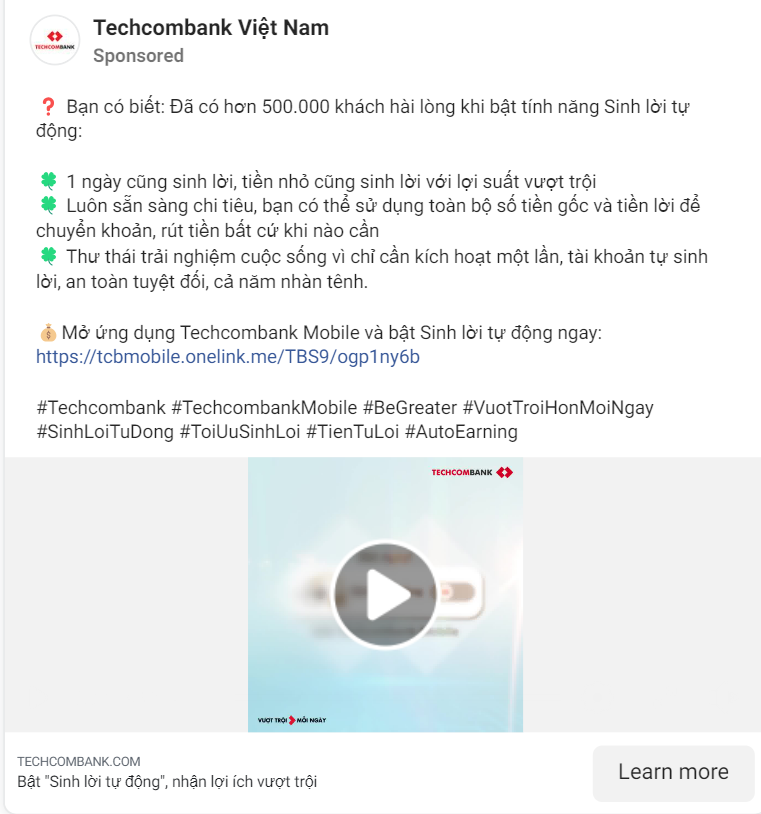 TECHCOMBANK
Techcombank Việt Nam
Sponsored
❓ Bạn có biết: Đã có hơn 500.000 khách hài lòng khi bật tính năng Sinh lời tự
động:
🍀 1 ngày cũng sinh lời, tiền nhỏ cũng sinh lời với lợi suất vượt trội
🍀 Luôn sẵn sàng chi tiêu, bạn có thể sử dụng toàn bộ số tiền gốc và tiền lời để
chuyển khoản, rút tiền bất cứ khi nào cần
🍀 Thư thái trải nghiệm cuộc sống vì chỉ cần kích hoạt một lần, tài khoản tự sinh
lời, an toàn tuyệt đối, cả năm nhàn tênh.
💰 Mở ứng dụng Techcombank Mobile và bật Sinh lời tự động ngay:
https://tcbmobile.onelink.me/TBS9/ogp1ny6b
#Techcombank #TechcombankMobile #BeGreater #VuotTroiHonMoiNgay
#SinhLoiTuDong #ToiUuSinhLoi #TienTuLoi #AutoEarning
TECHCOMBANK
VƯỢT TRỘI MỖI NGÀY
TECHCOMBANK.COM
Bật "Sinh lời tự động", nhận lợi ích vượt trội
Learn more